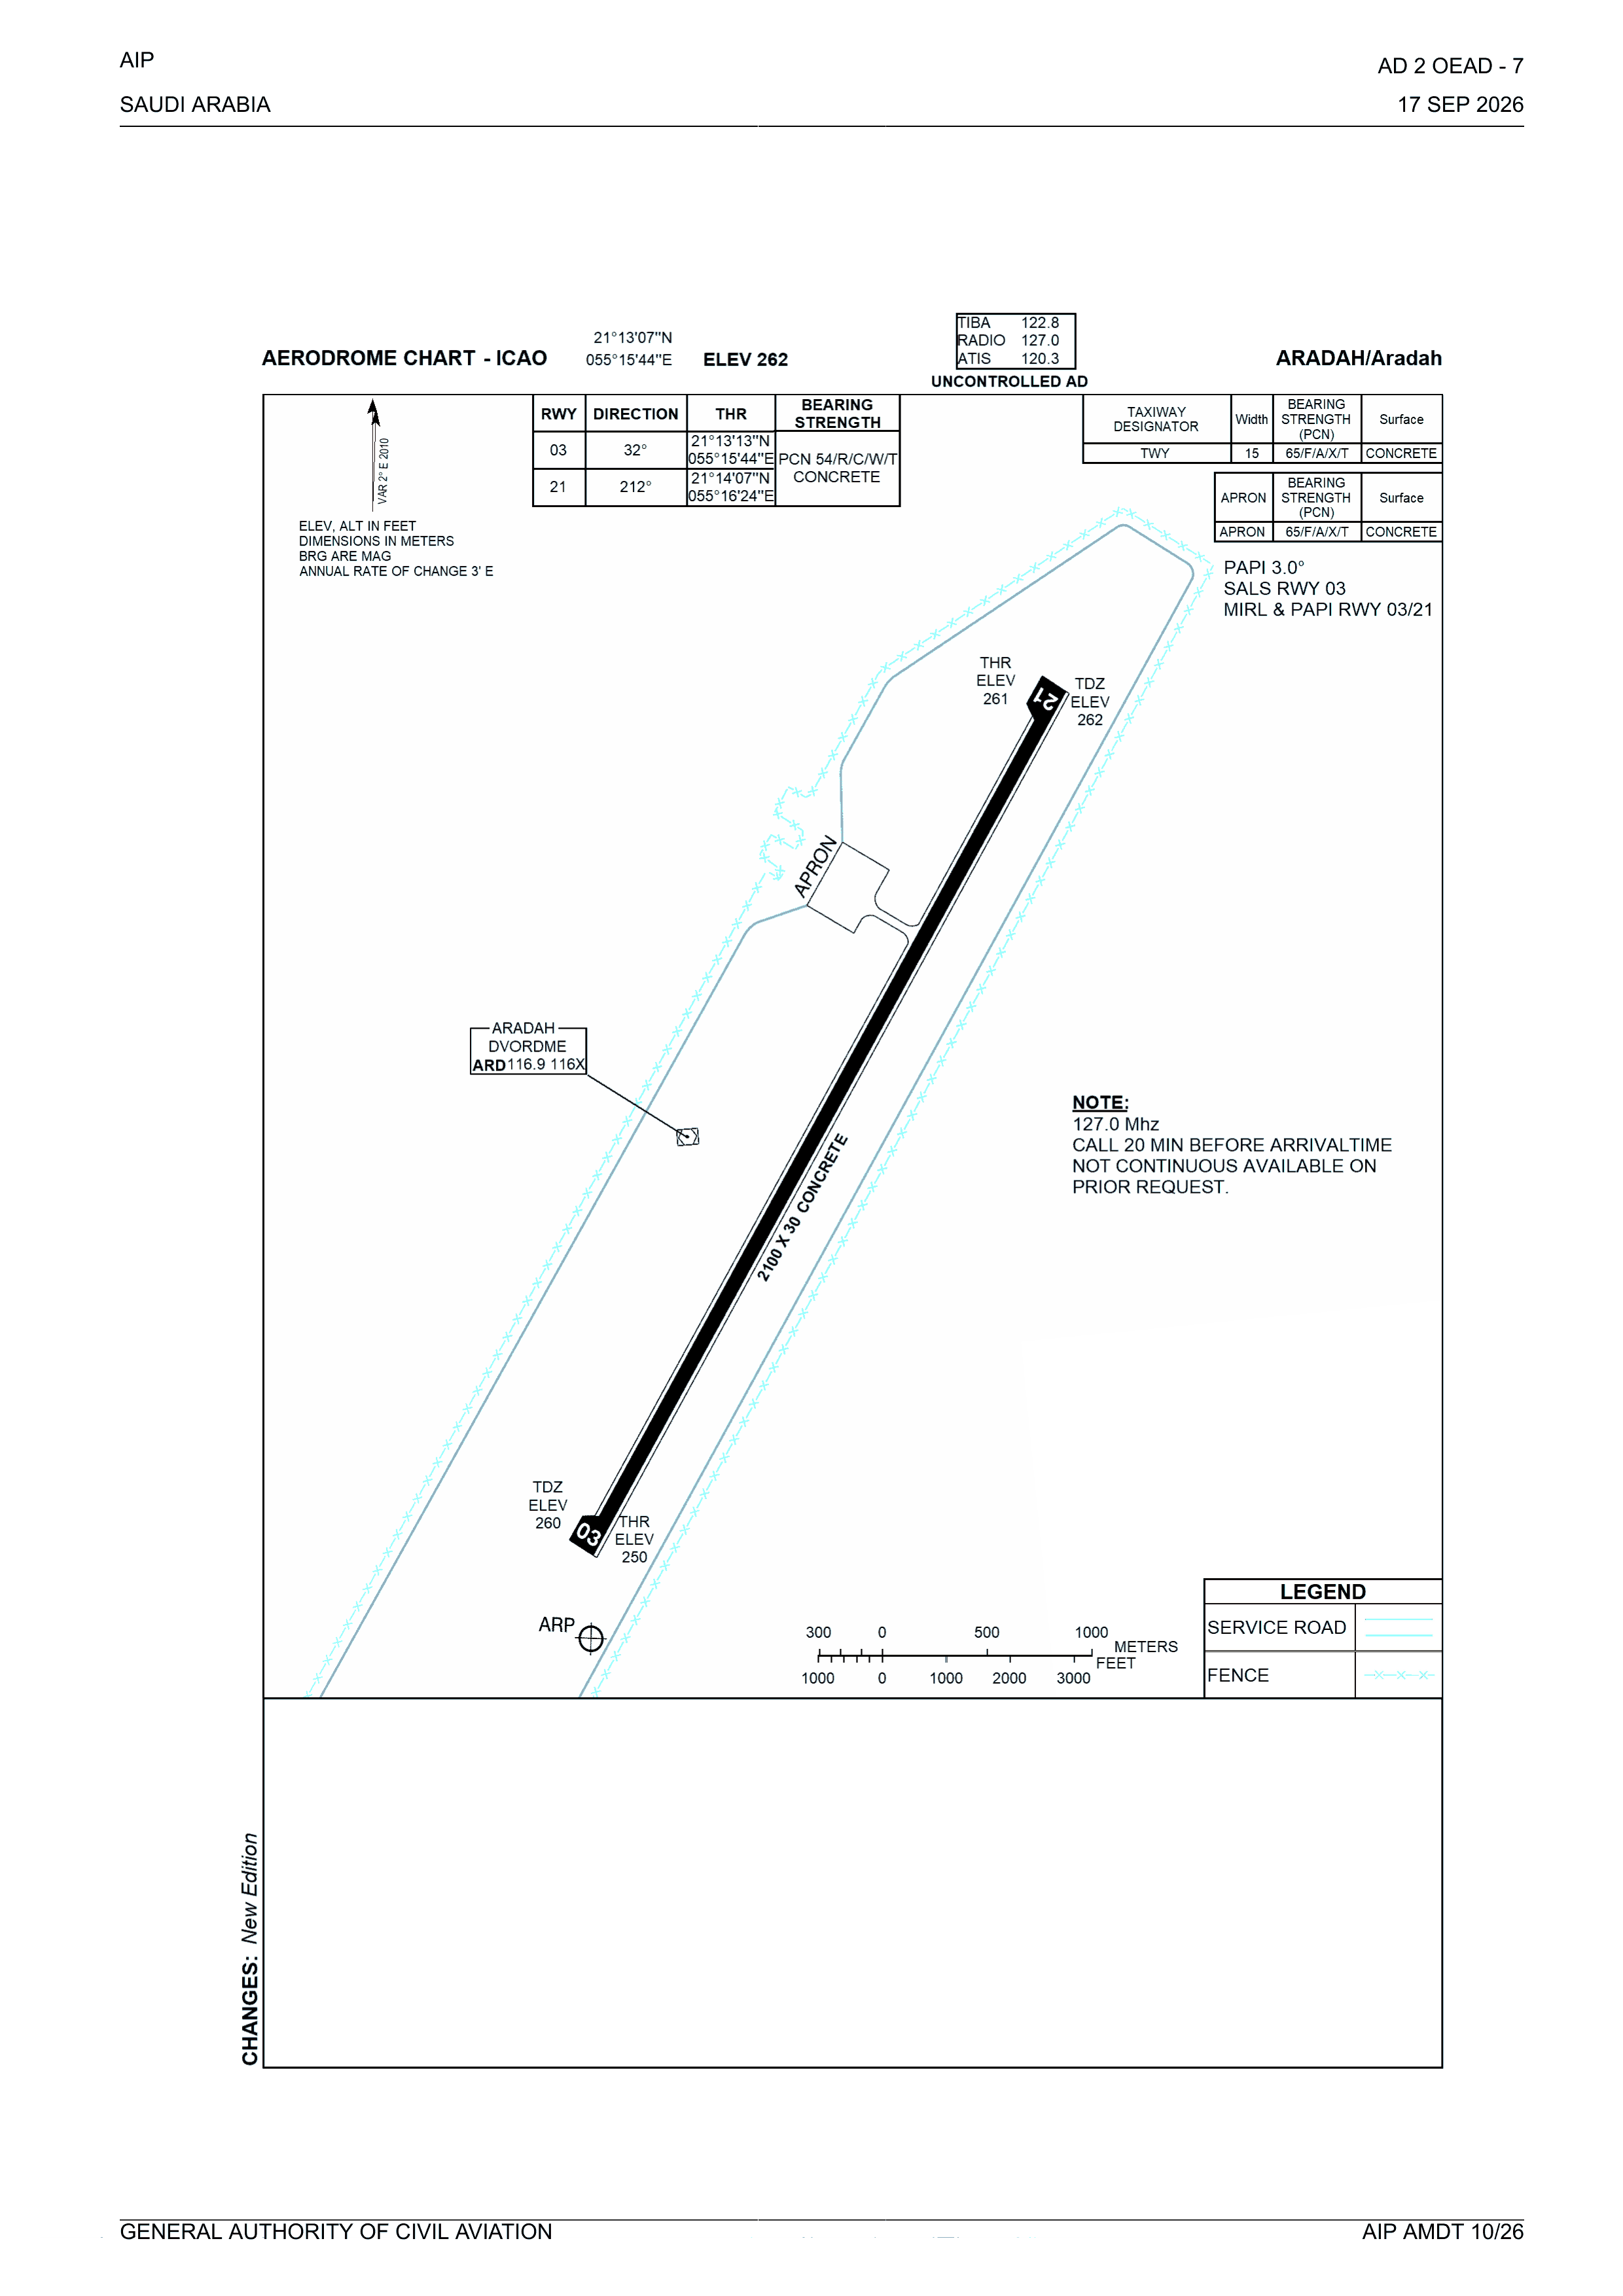 AIP
AD 2 OEAD - 7
SAUDI ARABIA
17 SEP 2026
AERODROME CHART - ICAO
21°13'07"N
055°15'44"E
ELEV 262
TIBA 122.8
RADIO 127.0
ATIS 120.3
UNCONTROLLED AD
ARADAH/Aradah
VAR 2° E 2010
ELEV, ALT IN FEET
DIMENSIONS IN METERS
BRG ARE MAG
ANNUAL RATE OF CHANGE 3' E
RWY DIRECTION THR BEARING STRENGTH
03 32° 21°13'13"N 055°15'44"E PCN 54/R/C/W/T CONCRETE
21 212° 21°14'07"N 055°16'24"E
TAXIWAY DESIGNATOR Width BEARING STRENGTH (PCN) Surface
TWY 15 65/F/A/X/T CONCRETE
APRON BEARING STRENGTH (PCN) Surface
APRON 65/F/A/X/T CONCRETE
PAPI 3.0°
SALS RWY 03
MIRL & PAPI RWY 03/21
THR
ELEV
261
21
TDZ
ELEV
262
APRON
ARADAH
DVORDME
ARD 116.9 116X
2100 X 30 CONCRETE
NOTE:
127.0 Mhz
CALL 20 MIN BEFORE ARRIVALTIME
NOT CONTINUOUS AVAILABLE ON
PRIOR REQUEST.
TDZ
ELEV
260
03
THR
ELEV
250
ARP
300 0 500 1000
METERS
FEET
1000 0 1000 2000 3000
LEGEND
SERVICE ROAD
FENCE
CHANGES: New Edition
GENERAL AUTHORITY OF CIVIL AVIATION
AIP AMDT 10/26